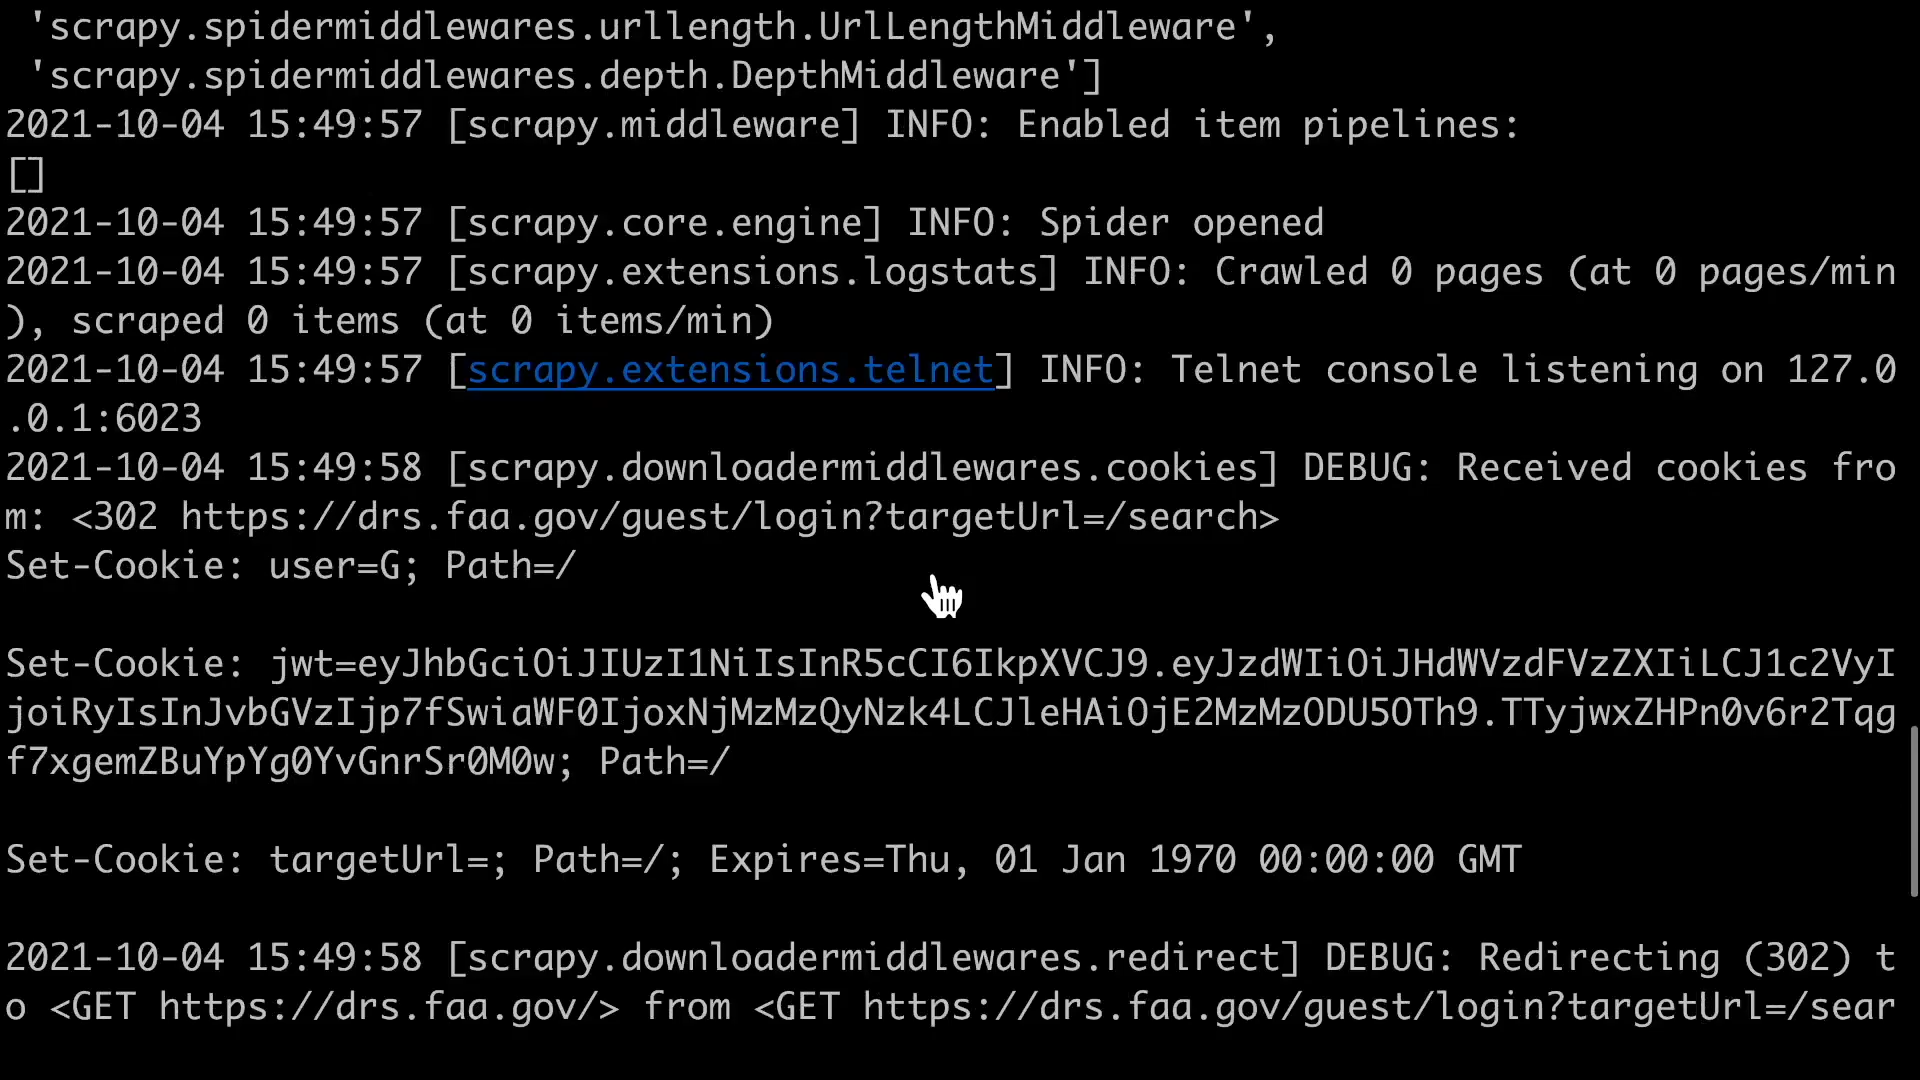 'scrapy.spidermiddlewares.urllength.UrlLengthMiddleware',
'scrapy.spidermiddlewares.depth.DepthMiddleware']
2021-10-04 15:49:57 [scrapy.middleware] INFO: Enabled item pipelines:
[]
2021-10-04 15:49:57 [scrapy.core.engine] INFO: Spider opened
2021-10-04 15:49:57 [scrapy.extensions.logstats] INFO: Crawled 0 pages (at 0 pages/min
), scraped 0 items (at 0 items/min)
2021-10-04 15:49:57 [scrapy.extensions.telnet] INFO: Telnet console listening on 127.0
.0.1:6023
2021-10-04 15:49:58 [scrapy.downloadermiddlewares.cookies] DEBUG: Received cookies fro
m: <302 https://drs.faa.gov/guest/login?targetUrl=/search>
Set-Cookie: user=G; Path=/
Set-Cookie: jwt=eyJhbGciOiJIUzI1NiIsInR5cCI6IkpXVCJ9.eyJzdWIiOiJHdWVzdFVzZXIiLCJ1c2VyI
joiRyIsInJvbGVzIjp7fSwiaWF0IjoxNjMzMzQyNzk4LCJleHAiOjE2MzMzODU5OTh9.TTyjwxZHPn0v6r2Tqg
f7xgemZBuYpYg0YvGnrSr0M0w; Path=/
Set-Cookie: targetUrl=; Path=/; Expires=Thu, 01 Jan 1970 00:00:00 GMT
2021-10-04 15:49:58 [scrapy.downloadermiddlewares.redirect] DEBUG: Redirecting (302) t
o <GET https://drs.faa.gov/> from <GET https://drs.faa.gov/guest/login?targetUrl=/sear